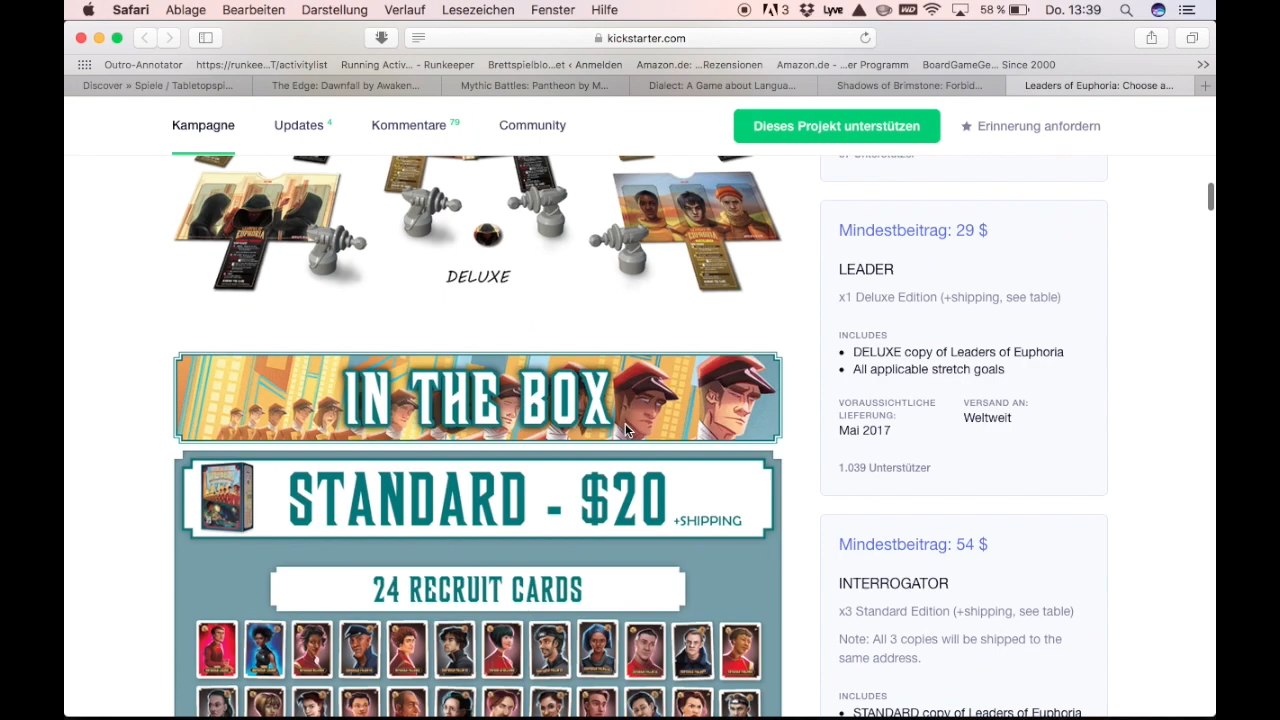 Safari Ablage Bearbeiten Darstellung Verlauf Lesezeichen Fenster Hilfe 3 Lyve WD 58 % Do. 13:39
kickstarter.com
Outro-Annotator https://runkee...T/activitylist Running Activ... - Runkeeper Brettspielblo...et ‹ Anmelden Amazon.de: ...Rezensionen Amazon.de - ...er Programm BoardGameGe... Since 2000 >>
Discover » Spiele / Tabletopspi... The Edge: Dawnfall by Awaken... Mythic Battles: Pantheon by M... Dialect: A Game about Langua... Shadows of Brimstone: Forbid... Leaders of Euphoria: Choose a...
Kampagne Updates 4 Kommentare 79 Community Dieses Projekt unterstützen Erinnerung anfordern
DELUXE
IN THE BOX
STANDARD - $20 +SHIPPING
24 RECRUIT CARDS
Mindestbeitrag: 29 $
LEADER
x1 Deluxe Edition (+shipping, see table)
INCLUDES
• DELUXE copy of Leaders of Euphoria
• All applicable stretch goals
VORAUSSICHTLICHE VERSAND AN:
LIEFERUNG: Weltweit
Mai 2017
1.039 Unterstützer
Mindestbeitrag: 54 $
INTERROGATOR
x3 Standard Edition (+shipping, see table)
Note: All 3 copies will be shipped to the
same address.
INCLUDES
• STANDARD copy of Leaders of Euphoria